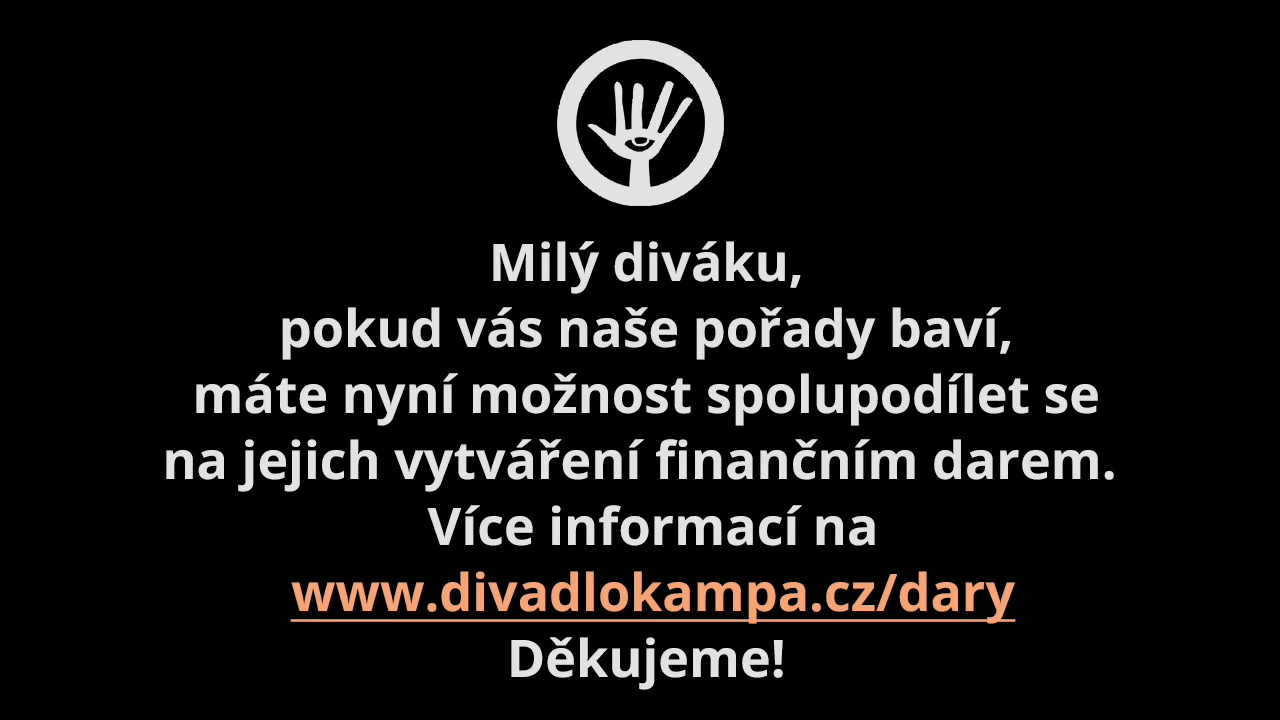 Milý diváku,
pokud vás naše pořady baví,
máte nyní možnost spolupodílet se
na jejich vytváření finančním darem.
Více informací na
www.divadlokampa.cz/dary
Děkujeme!